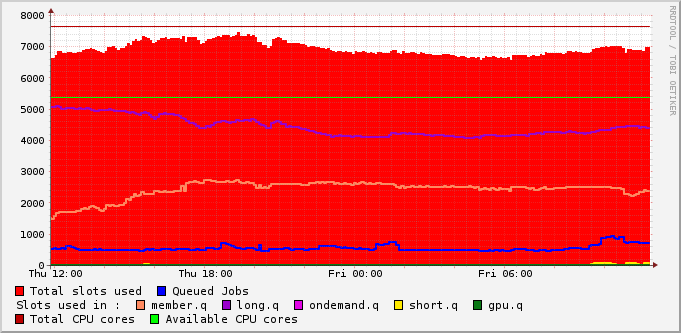 8000
7000
6000
5000
4000
3000
2000
1000
0
Thu 12:00 Thu 18:00 Fri 00:00 Fri 06:00
Total slots used Queued Jobs
Slots used in : member.q long.q ondemand.q short.q gpu.q
Total CPU cores Available CPU cores
RRDTOOL / TOBI OETIKER